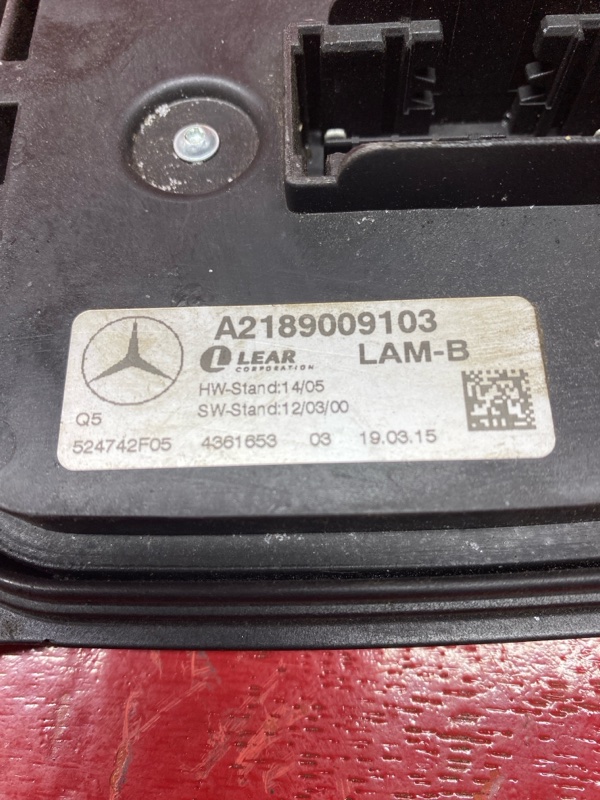 A2189009103
LEAR LAM-B
CORPORATION
HW-Stand:14/05
SW-Stand:12/03/00
Q5
524742F05 4361653 03 19.03.15